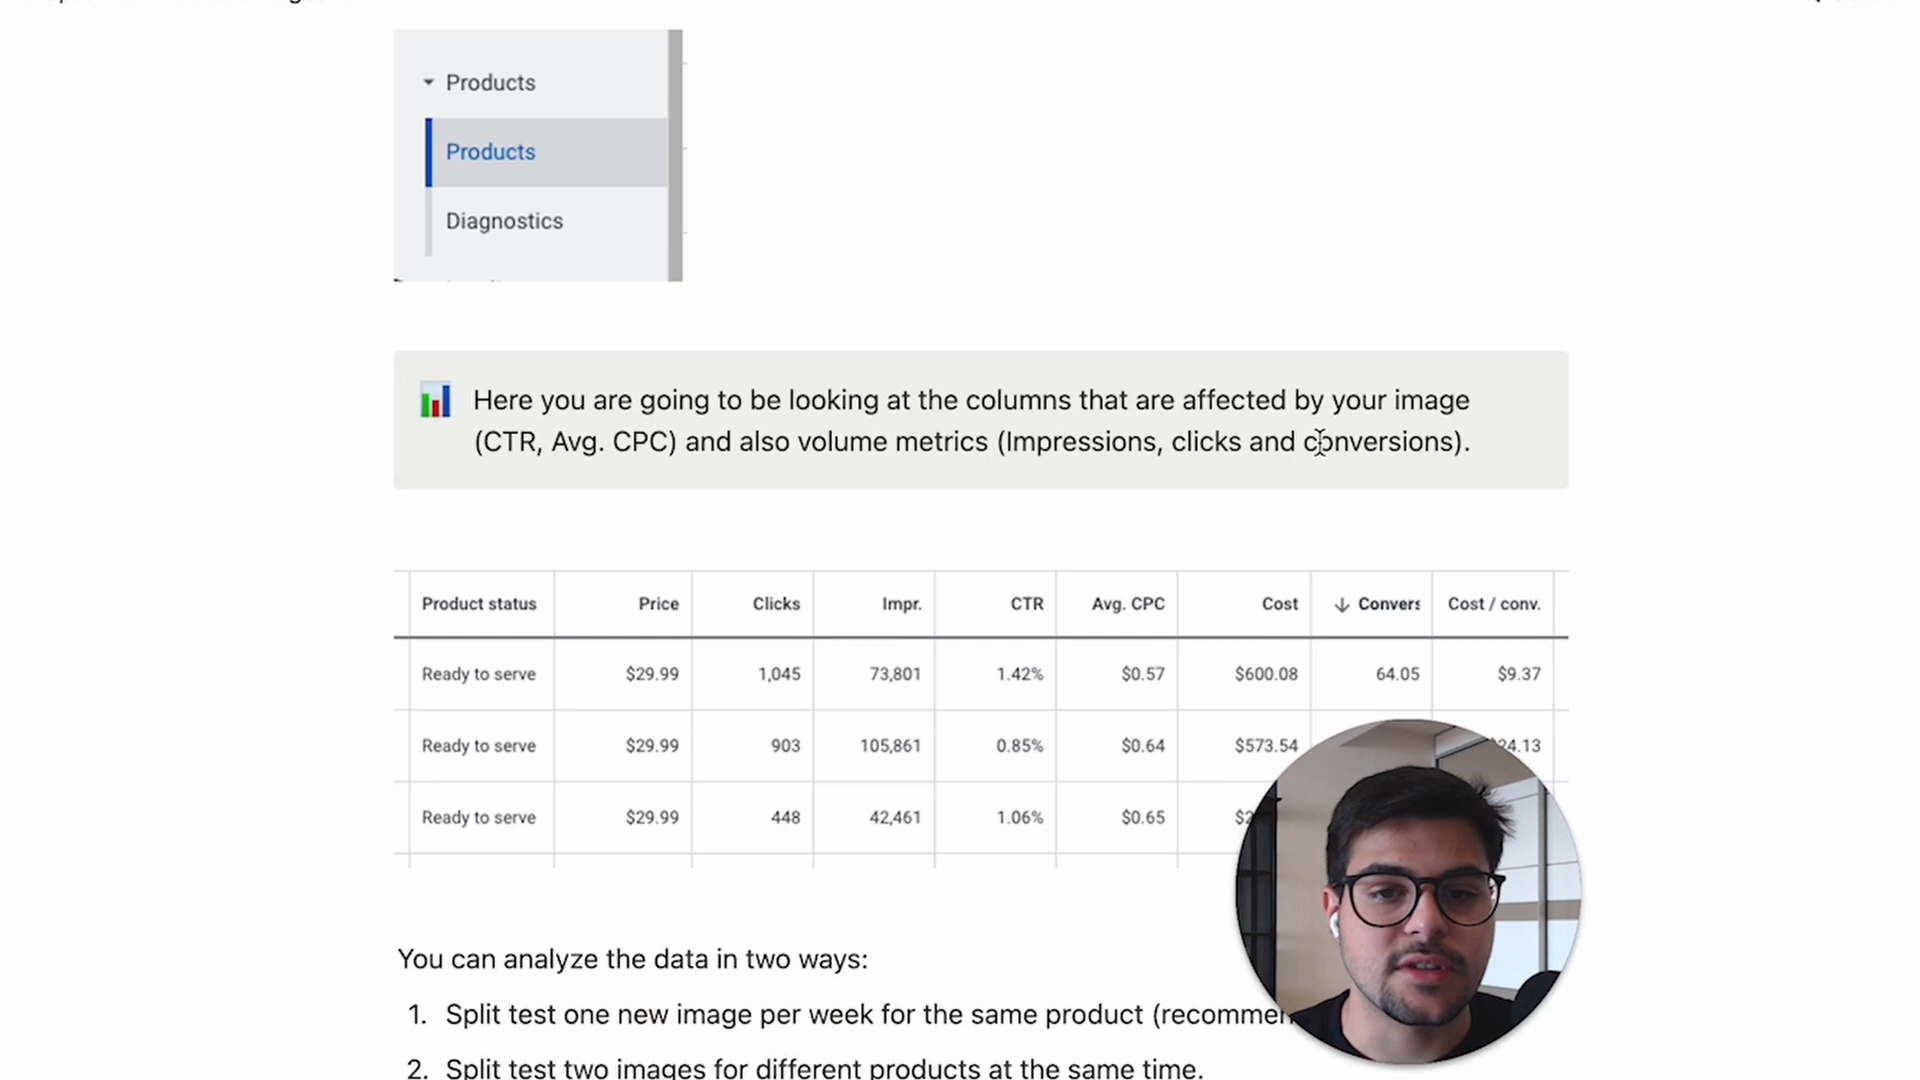 Products
Products
Diagnostics
Here you are going to be looking at the columns that are affected by your image
(CTR, Avg. CPC) and also volume metrics (Impressions, clicks and conversions).
Product status Price Clicks Impr. CTR Avg. CPC Cost ↓ Convers Cost / conv.
Ready to serve $29.99 1,045 73,801 1.42% $0.57 $600.08 64.05 $9.37
Ready to serve $29.99 903 105,861 0.85% $0.64 $573.54 24.13
Ready to serve $29.99 448 42,461 1.06% $0.65
You can analyze the data in two ways:
1. Split test one new image per week for the same product
2. Split test two images for different products at the same time.